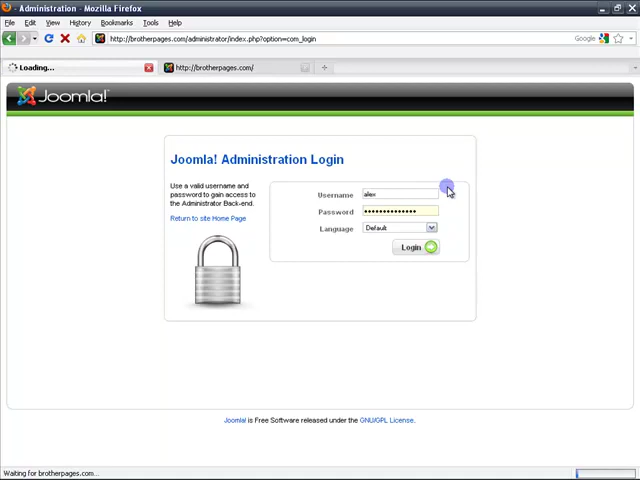 - Administration - Mozilla Firefox
File Edit View History Bookmarks Tools Help
http://brotherpages.com/administrator/index.php?option=com_login
Google
Loading...
http://brotherpages.com/
Joomla!
Joomla! Administration Login
Use a valid username and
password to gain access to
the Administrator Back-end.
Return to site Home Page
Username alex
Password ••••••••••••••
Language Default
Login
Joomla! is Free Software released under the GNU/GPL License.
Waiting for brotherpages.com...